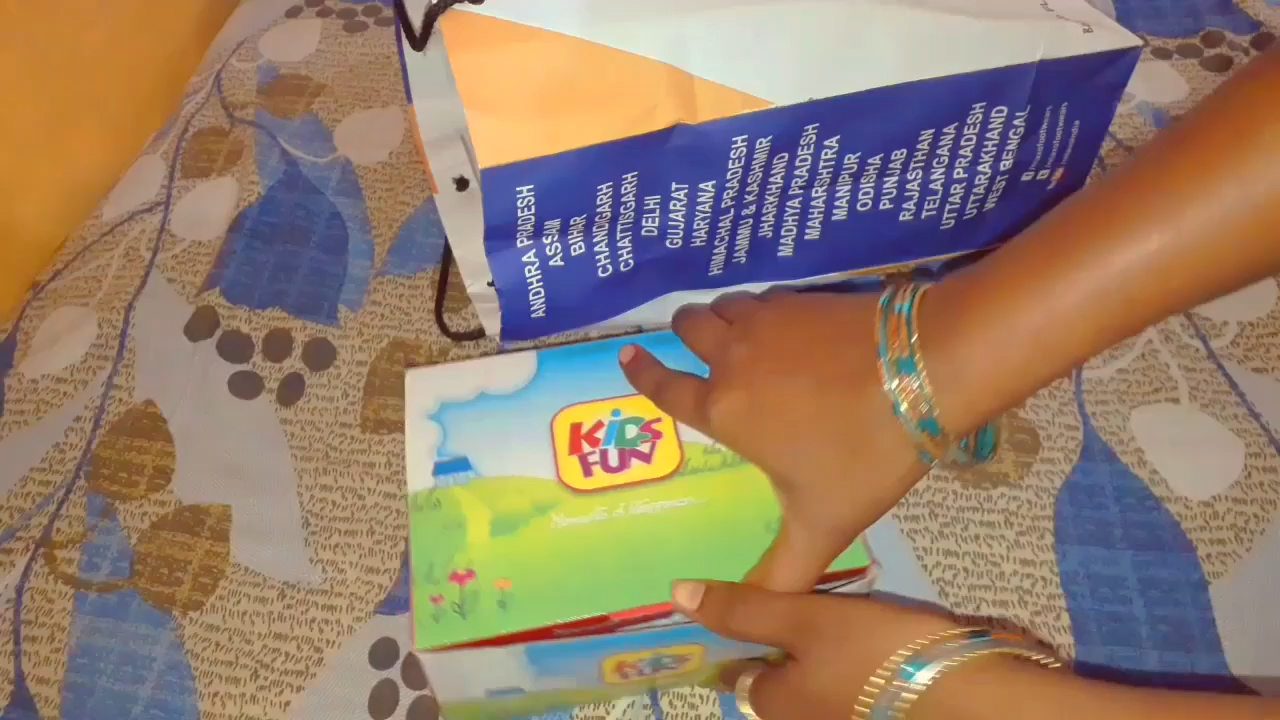 ANDHRA PRADESH
ASSAM
BIHAR
CHANDIGARH
CHATTISGARH
DELHI
GUJARAT
HARYANA
HIMACHAL PRADESH
JAMMU & KASHMIR
JHARKHAND
MADHYA PRADESH
MAHARSHTRA
MANIPUR
ODISHA
PUNJAB
RAJASTHAN
TELANGANA
UTTAR PRADESH
UTTARAKHAND
WEST BENGAL
KiDS
FUN